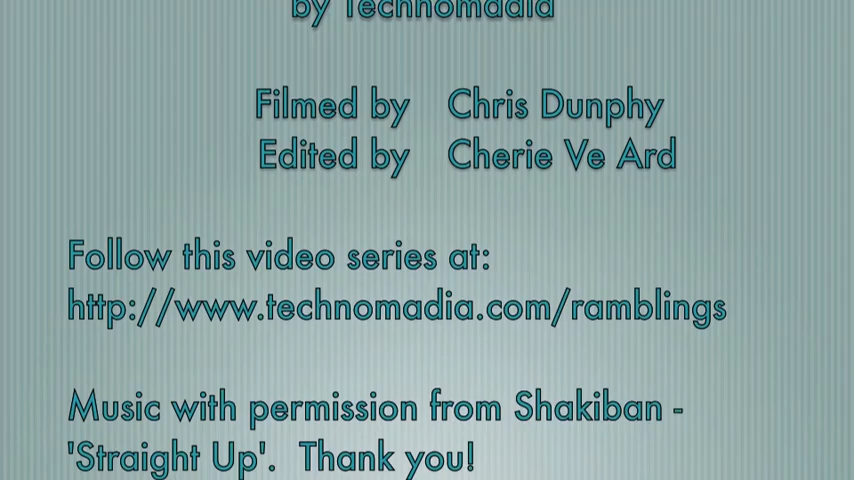 by Technomadia
Filmed by Chris Dunphy
Edited by Cherie Ve Ard
Follow this video series at:
http://www.technomadia.com/ramblings
Music with permission from Shakiban -
'Straight Up'. Thank you!